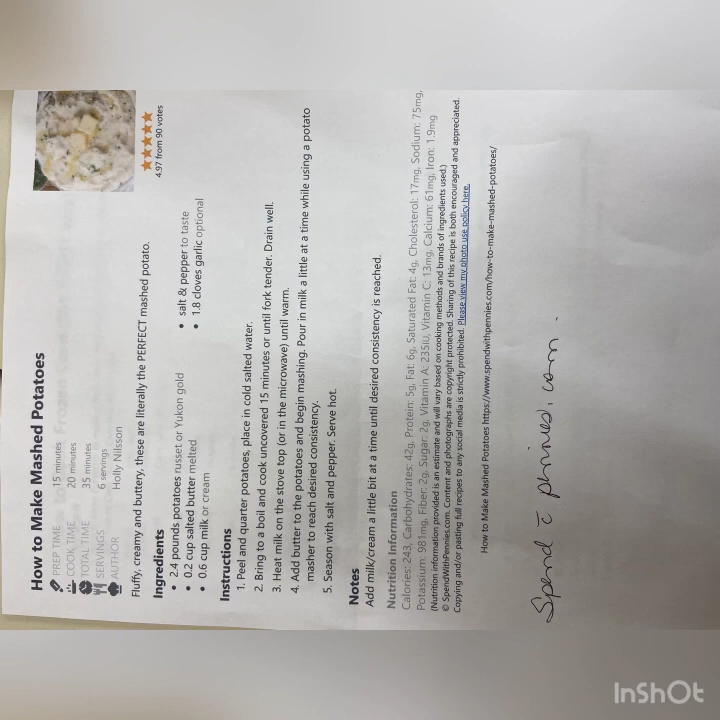 How to Make Mashed Potatoes
PREP TIME 15 minutes
COOK TIME 20 minutes
TOTAL TIME 35 minutes
SERVINGS 6 servings
AUTHOR Holly Nilsson
4.97 from 90 votes
Fluffy, creamy and buttery, these are literally the PERFECT mashed potato.
Ingredients
• 2.4 pounds potatoes russet or Yukon gold
• 0.2 cup salted butter melted
• 0.6 cup milk or cream
• salt & pepper to taste
• 1.8 cloves garlic optional
Instructions
1. Peel and quarter potatoes, place in cold salted water.
2. Bring to a boil and cook uncovered 15 minutes or until fork tender. Drain well.
3. Heat milk on the stove top (or in the microwave) until warm.
4. Add butter to the potatoes and begin mashing. Pour in milk a little at a time while using a potato
masher to reach desired consistency.
5. Season with salt and pepper. Serve hot.
Notes
Add milk/cream a little bit at a time until desired consistency is reached.
Nutrition Information
Calories: 243, Carbohydrates: 42g, Protein: 5g, Fat: 6g, Saturated Fat: 4g, Cholesterol: 17mg, Sodium: 75mg,
Potassium: 981mg, Fiber: 2g, Sugar: 2g, Vitamin A: 235IU, Vitamin C: 13mg, Calcium: 61mg, Iron: 1.9mg
(Nutrition information provided is an estimate and will vary based on cooking methods and brands of ingredients used.)
© SpendWithPennies.com. Content and photographs are copyright protected. Sharing of this recipe is both encouraged and appreciated.
Copying and/or pasting full recipes to any social media is strictly prohibited. Please view my photo use policy here.
How to Make Mashed Potatoes https://www.spendwithpennies.com/how-to-make-mashed-potatoes/
Spend c̄ pennies.com.
InShOt